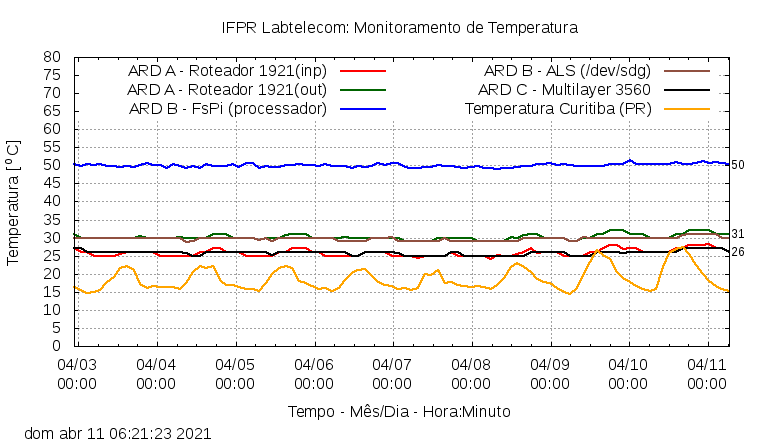 IFPR Labtelecom: Monitoramento de Temperatura
ARD A - Roteador 1921(inp)
ARD A - Roteador 1921(out)
ARD B - FsPi (processador)
ARD B - ALS (/dev/sdg)
ARD C - Multilayer 3560
Temperatura Curitiba (PR)
Temperatura [ °C]
80
75
70
65
60
55
50
45
40
35
30
25
20
15
10
5
0
50
31
26
04/03 04/04 04/05 04/06 04/07 04/08 04/09 04/10 04/11
00:00 00:00 00:00 00:00 00:00 00:00 00:00 00:00 00:00
Tempo - Mês/Dia - Hora:Minuto
dom abr 11 06:21:23 2021